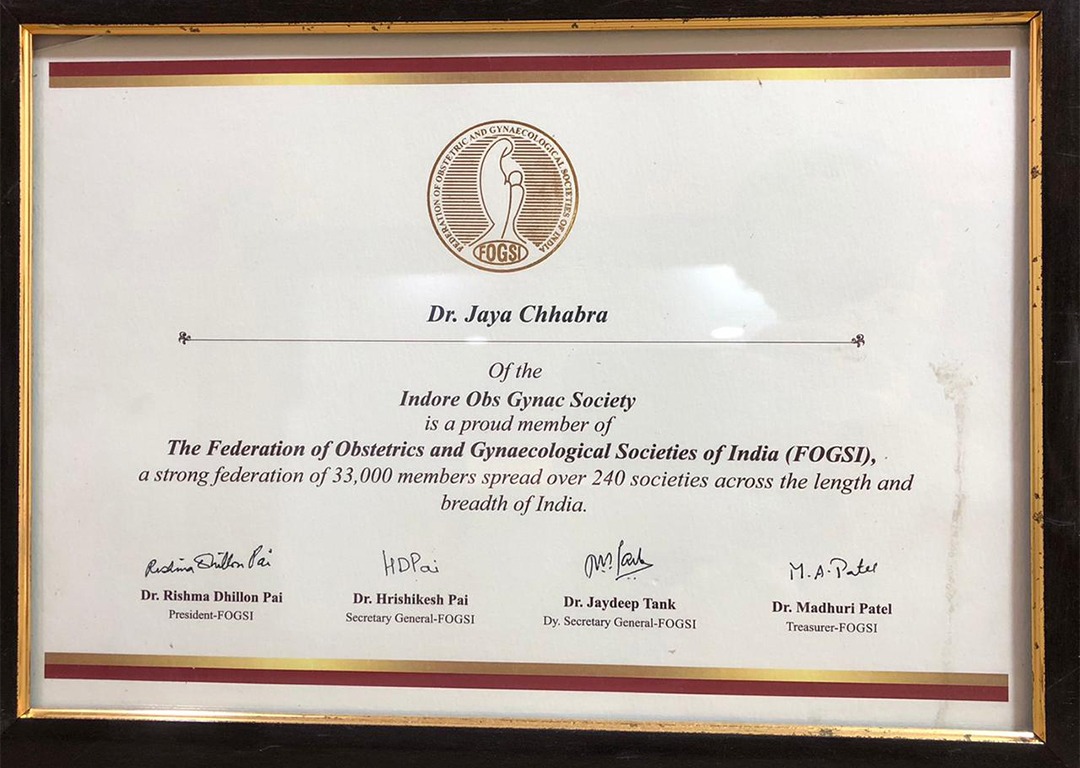 FEDERATION OF OBSTETRIC AND GYNAECOLOGICAL SOCIETIES OF INDIA
FOGSI
Dr. Jaya Chhabra
Of the
Indore Obs Gynac Society
is a proud member of
The Federation of Obstetrics and Gynaecological Societies of India (FOGSI),
a strong federation of 33,000 members spread over 240 societies across the length and
breadth of India.
Rishma Dhillon Pai HDPai M.A.Patel
Dr. Rishma Dhillon Pai Dr. Hrishikesh Pai Dr. Jaydeep Tank Dr. Madhuri Patel
President-FOGSI Secretary General-FOGSI Dy. Secretary General-FOGSI Treasurer-FOGSI